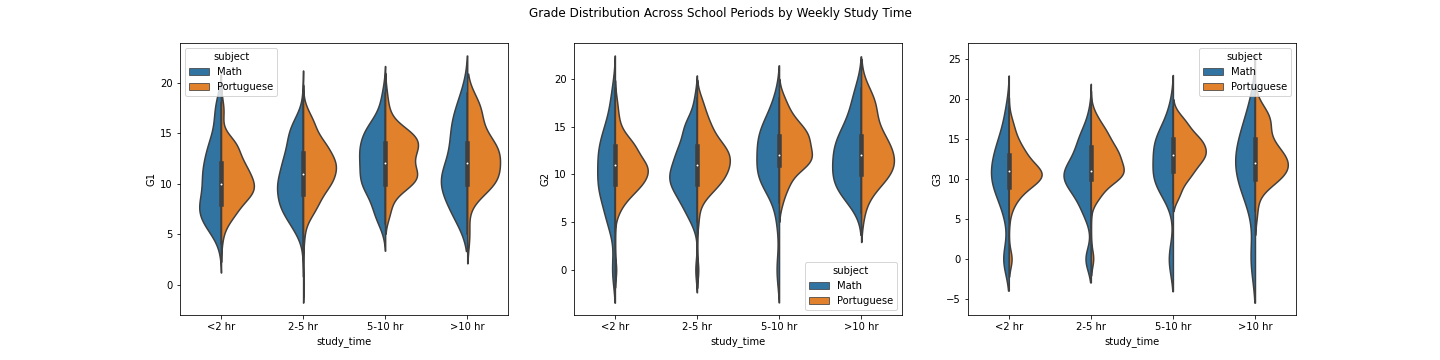 Grade Distribution Across School Periods by Weekly Study Time
subject
Math
Portuguese
20
15
10
5
0
G1
<2 hr
2-5 hr
5-10 hr
>10 hr
study_time
20
15
10
5
0
G2
subject
Math
Portuguese
<2 hr
2-5 hr
5-10 hr
>10 hr
study_time
subject
Math
Portuguese
25
20
15
10
5
0
−5
G3
<2 hr
2-5 hr
5-10 hr
>10 hr
study_time